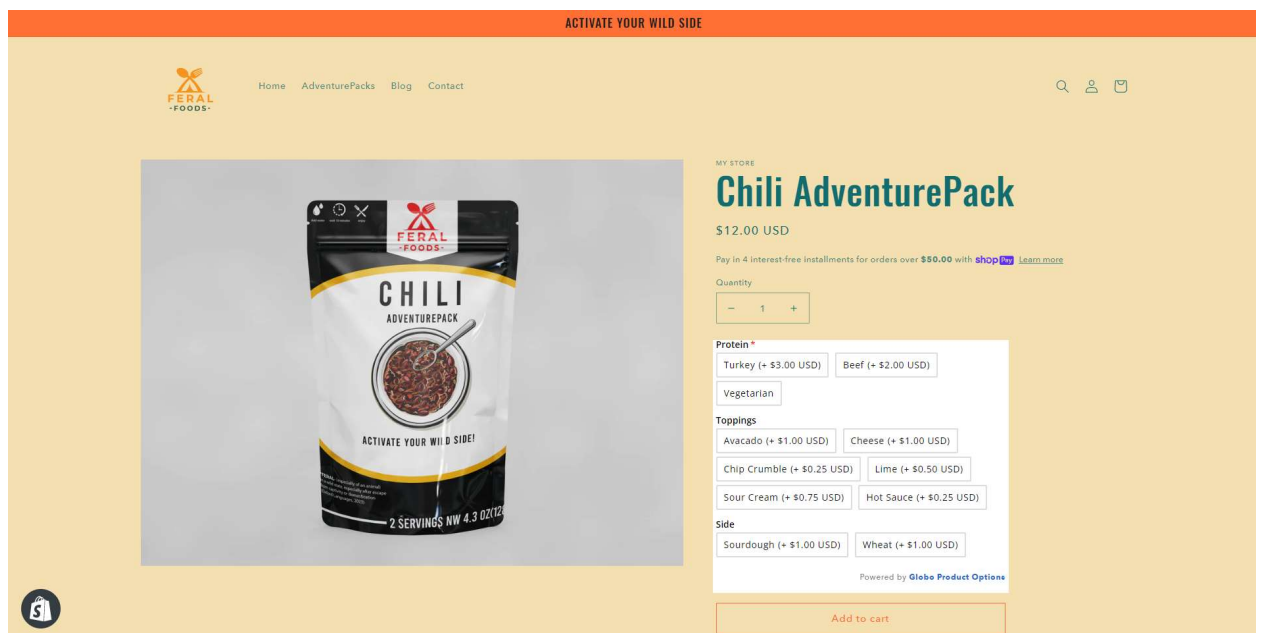 ACTIVATE YOUR WILD SIDE
FERAL
-FOODS-
Home AdventurePacks Blog Contact
MY STORE
Chili AdventurePack
$12.00 USD
Pay in 4 interest-free installments for orders over $50.00 with shop Pay Learn more
Quantity
− 1 +
Protein *
Turkey (+ $3.00 USD) Beef (+ $2.00 USD)
Vegetarian
Toppings
Avacado (+ $1.00 USD) Cheese (+ $1.00 USD)
Chip Crumble (+ $0.25 USD) Lime (+ $0.50 USD)
Sour Cream (+ $0.75 USD) Hot Sauce (+ $0.25 USD)
Side
Sourdough (+ $1.00 USD) Wheat (+ $1.00 USD)
Powered by Globo Product Options
Add to cart
FERAL
-FOODS-
CHILI
ADVENTUREPACK
ACTIVATE YOUR WILD SIDE!
2 SERVINGS NW 4.3 OZ(12